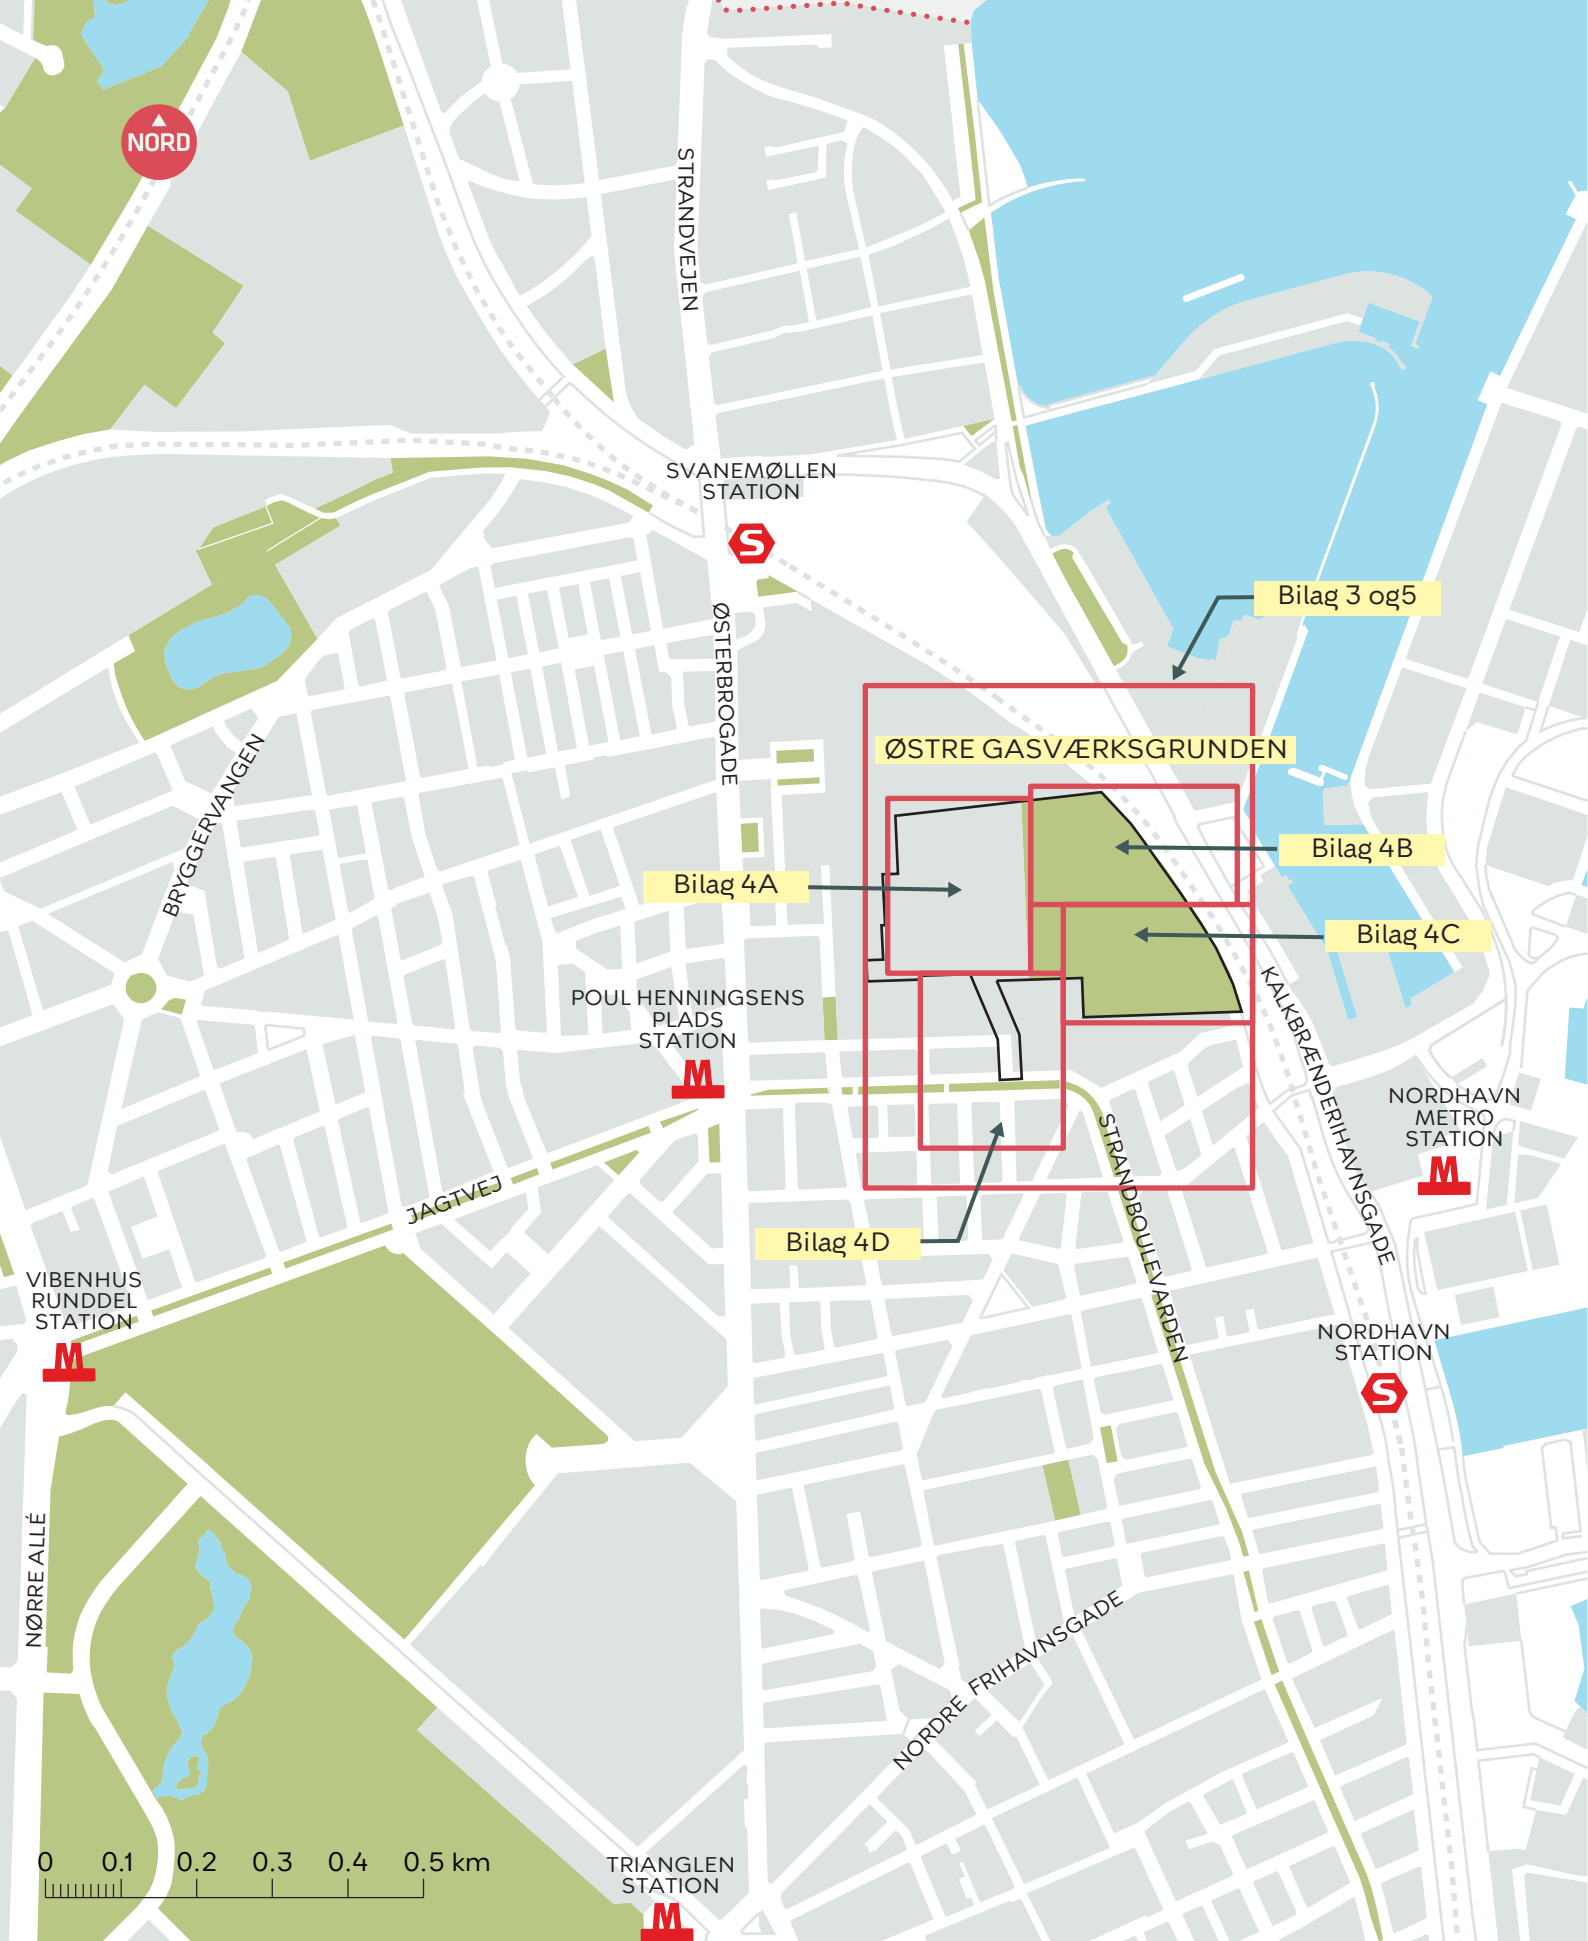 NORD
STRANDVEJEN
SVANEMØLLEN
STATION
S
Bilag 3 og5
ØSTERBROGADE
BRYGGERVANGEN
ØSTRE GASVÆRKSGRUNDEN
Bilag 4B
Bilag 4A
Bilag 4C
POUL HENNINGSENS
PLADS
STATION
M
KALKBRÆNDERIHAVNSGADE
NORDHAVN
METRO
STATION
M
STRANDBOULEVARDEN
JAGTVEJ
Bilag 4D
VIBENHUS
RUNDDEL
STATION
M
NORDHAVN
STATION
S
NØRRE ALLÉ
NORDRE FRIHAVNSGADE
0 0.1 0.2 0.3 0.4 0.5 km
TRIANGLEN
STATION
M